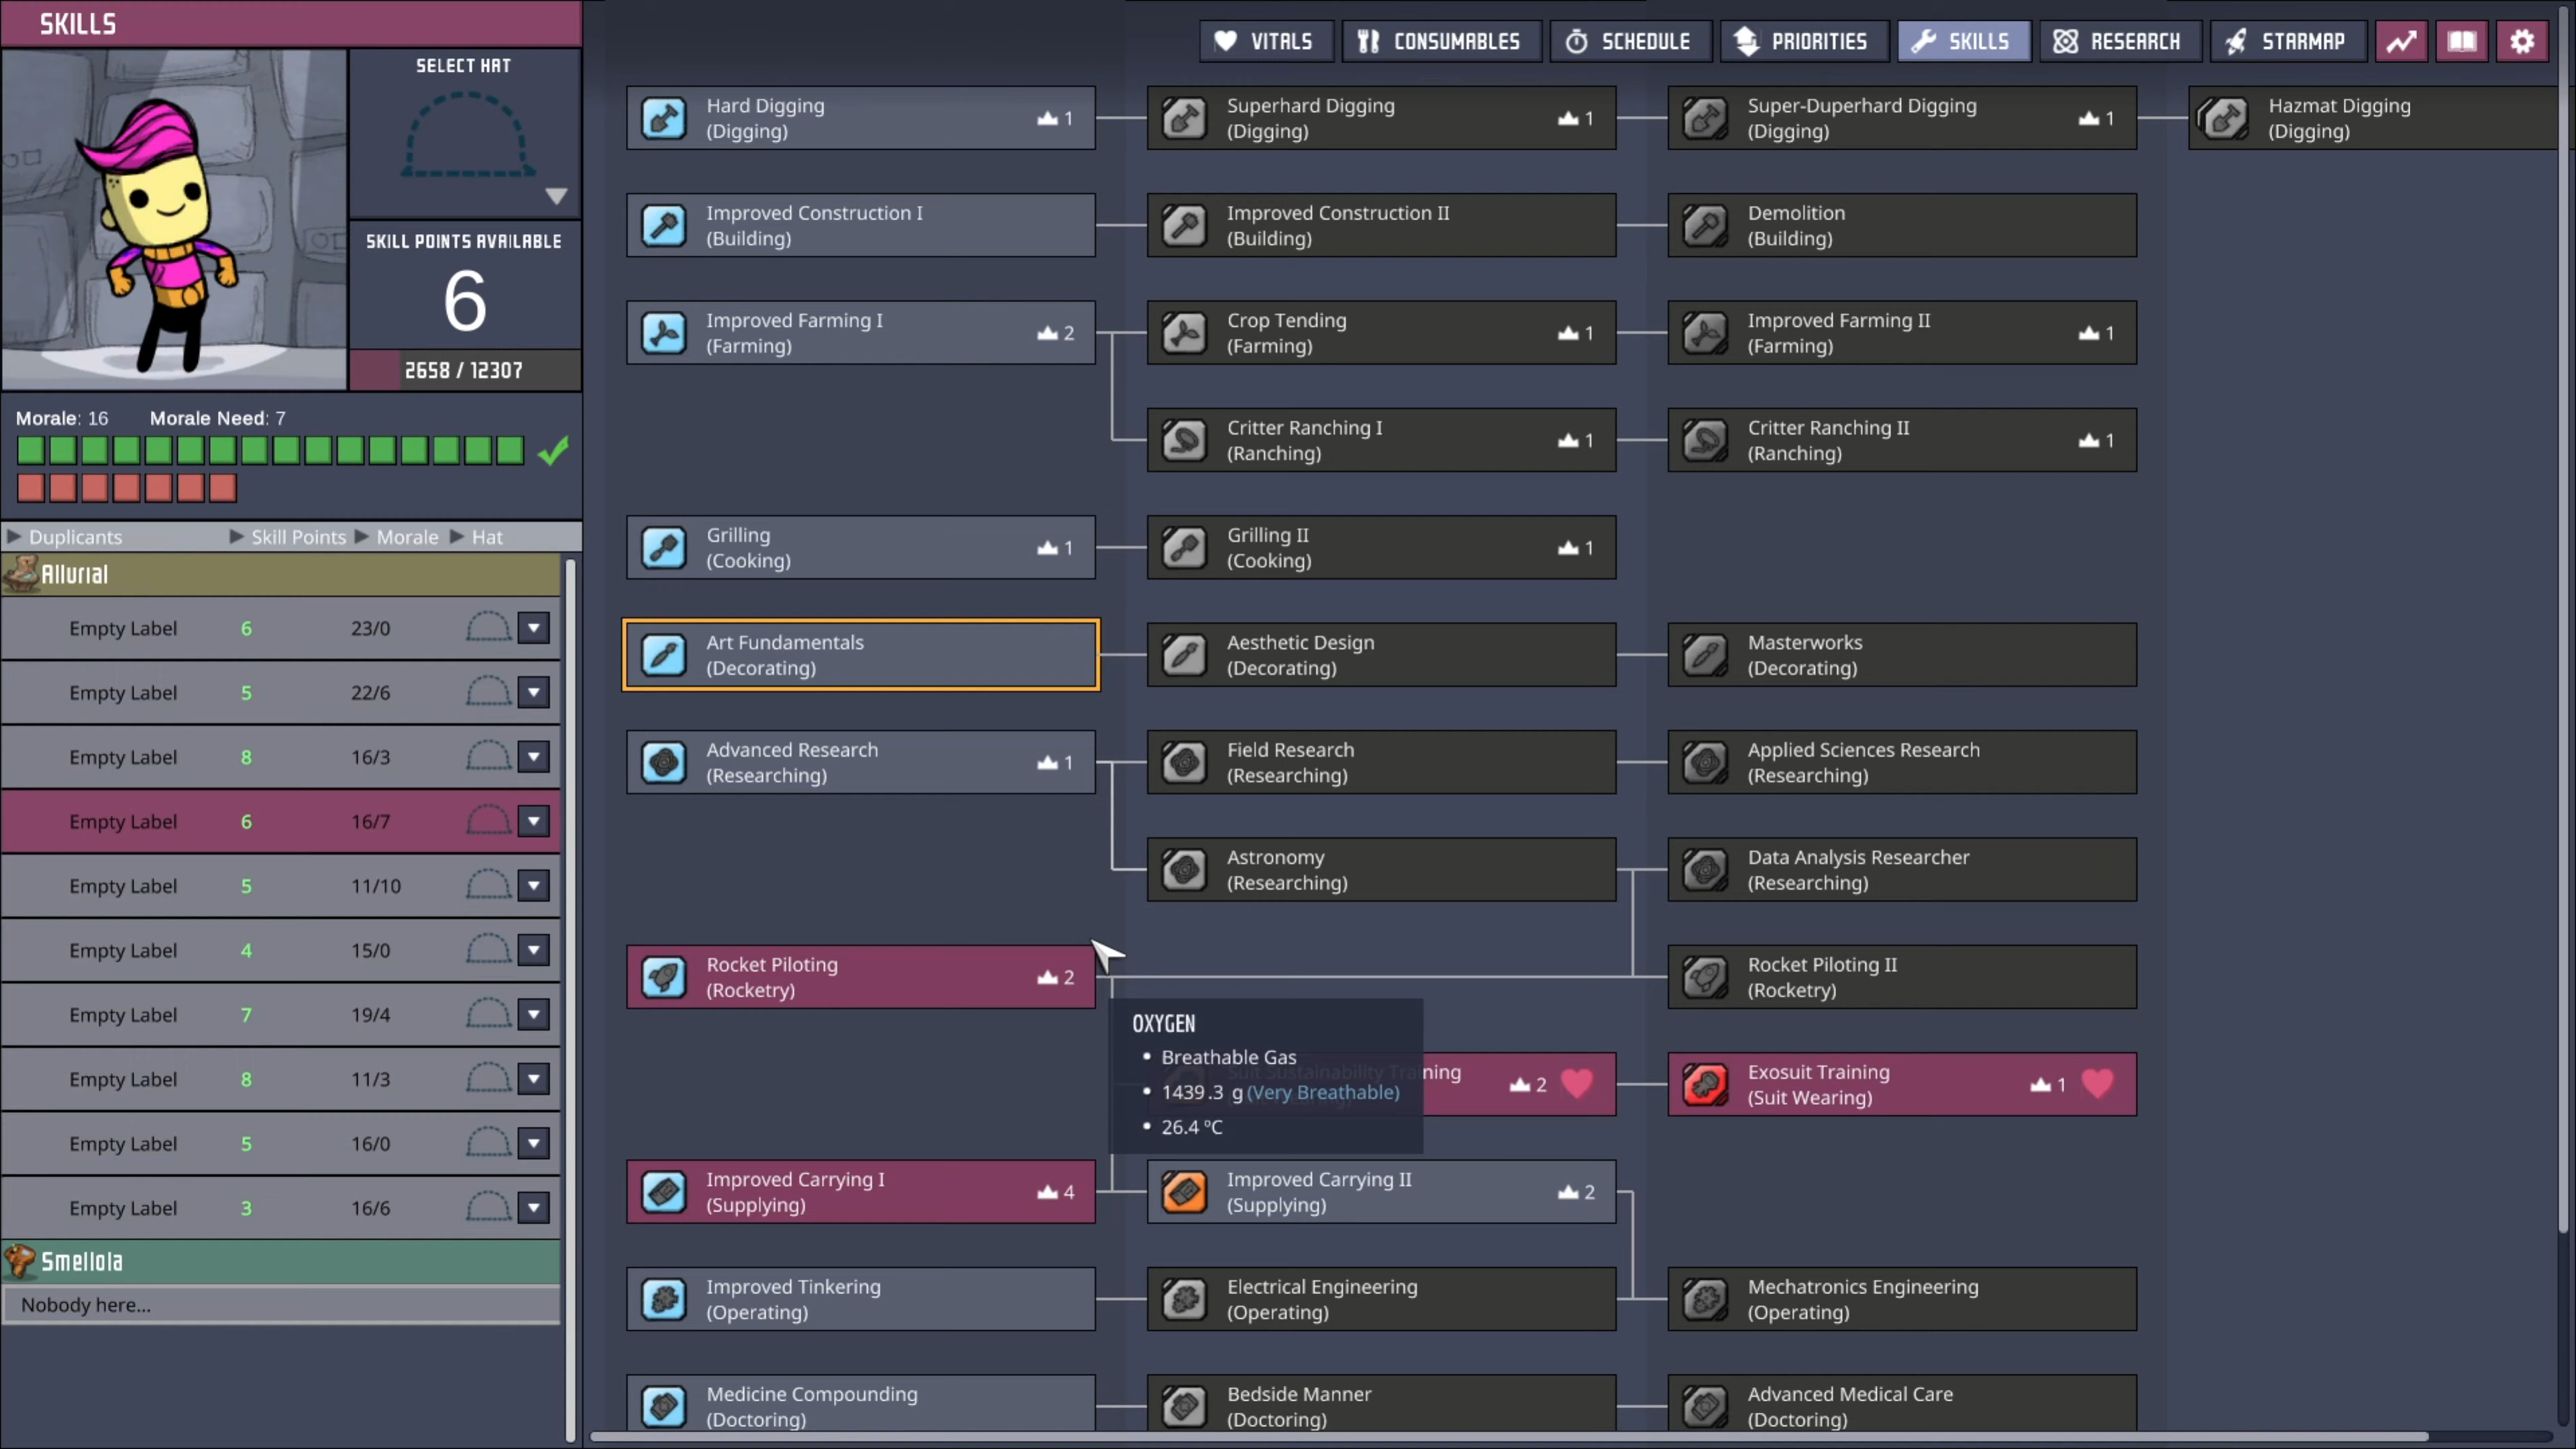 SKILLS
VITALS
CONSUMABLES
SCHEDULE
PRIORITIES
SKILLS
RESEARCH
STARMAP
SELECT HAT
SKILL POINTS AVAILABLE
6
2658 / 12307
Morale: 16 Morale Need: 7
Duplicants Skill Points Morale Hat
Allurial
Empty Label 6 23/0
Empty Label 5 22/6
Empty Label 8 16/3
Empty Label 6 16/7
Empty Label 5 11/10
Empty Label 4 15/0
Empty Label 7 19/4
Empty Label 8 11/3
Empty Label 5 16/0
Empty Label 3 16/6
Smellola
Nobody here...
Hard Digging
(Digging)
1
Superhard Digging
(Digging)
1
Super-Duperhard Digging
(Digging)
1
Hazmat Digging
(Digging)
Improved Construction I
(Building)
Improved Construction II
(Building)
Demolition
(Building)
Improved Farming I
(Farming)
2
Crop Tending
(Farming)
1
Improved Farming II
(Farming)
1
Critter Ranching I
(Ranching)
1
Critter Ranching II
(Ranching)
1
Grilling
(Cooking)
1
Grilling II
(Cooking)
1
Art Fundamentals
(Decorating)
Aesthetic Design
(Decorating)
Masterworks
(Decorating)
Advanced Research
(Researching)
1
Field Research
(Researching)
Applied Sciences Research
(Researching)
Astronomy
(Researching)
Data Analysis Researcher
(Researching)
Rocket Piloting
(Rocketry)
2
Rocket Piloting II
(Rocketry)
OXYGEN
• Breathable Gas
• 1439.3 g (Very Breathable)
• 26.4 ºC
Suit Sustainability Training
2
Exosuit Training
(Suit Wearing)
1
Improved Carrying I
(Supplying)
4
Improved Carrying II
(Supplying)
2
Improved Tinkering
(Operating)
Electrical Engineering
(Operating)
Mechatronics Engineering
(Operating)
Medicine Compounding
(Doctoring)
Bedside Manner
(Doctoring)
Advanced Medical Care
(Doctoring)